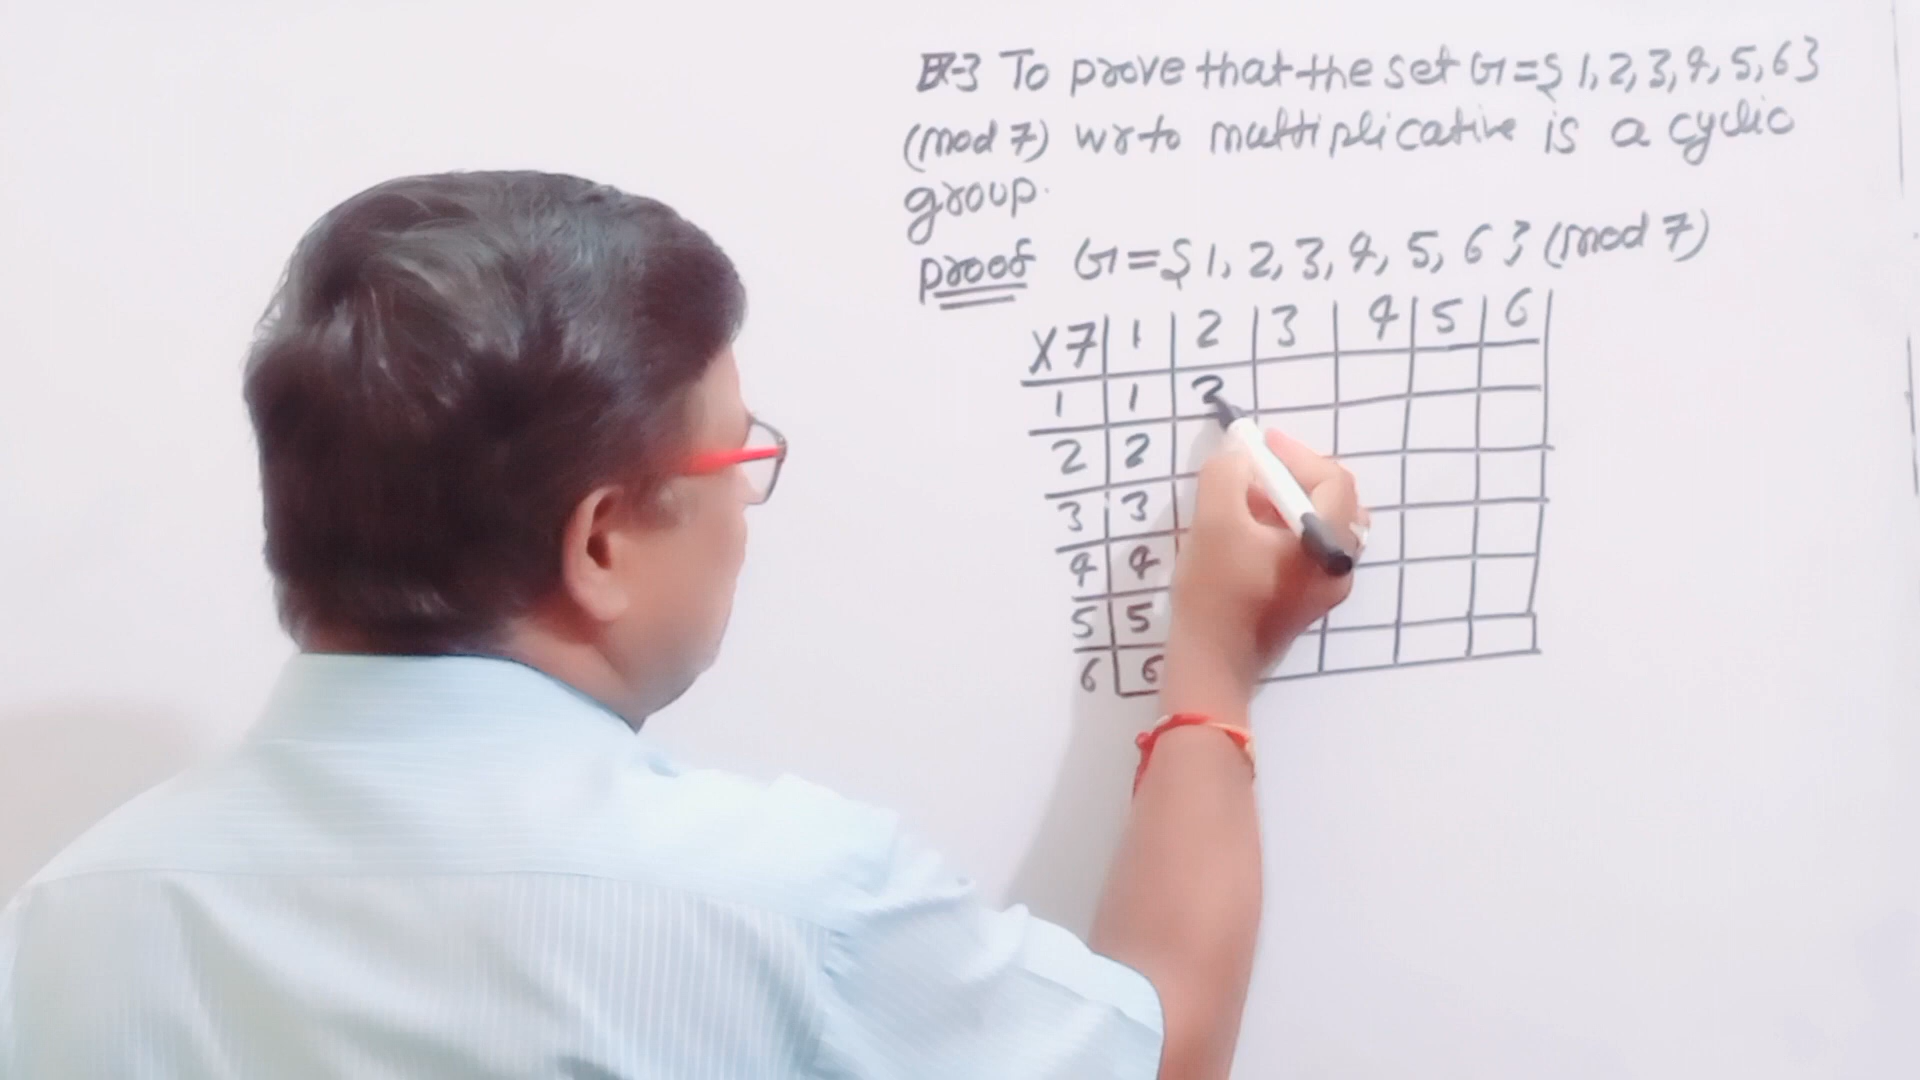 Ex-3 To prove that the set G={1,2,3,4,5,6}
(mod 7) wrto multiplicative is a cyclic
group.
proof G={1,2,3,4,5,6} (mod 7)
X7 1 2 3 4 5 6
1 1 2
2 2
3 3
4 4
5 5
6 6